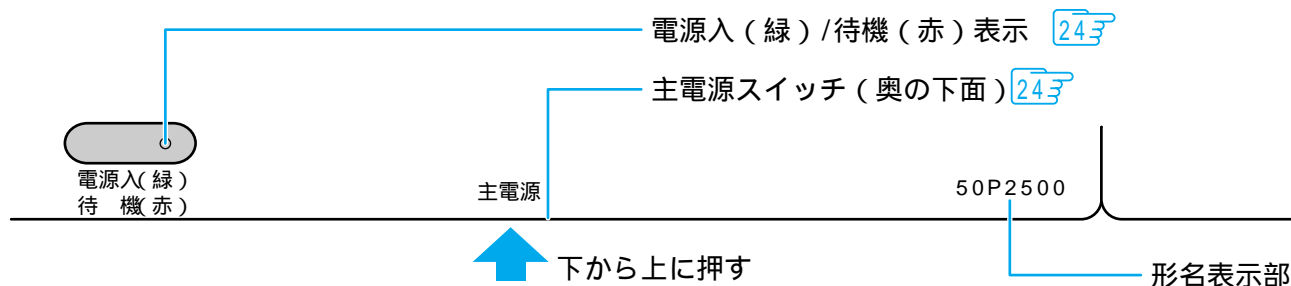 電源入(緑)/待機(赤)表示 24
主電源スイッチ(奥の下面) 24
電源入(緑)
待 機(赤)
主電源
50P2500
下から上に押す
形名表示部